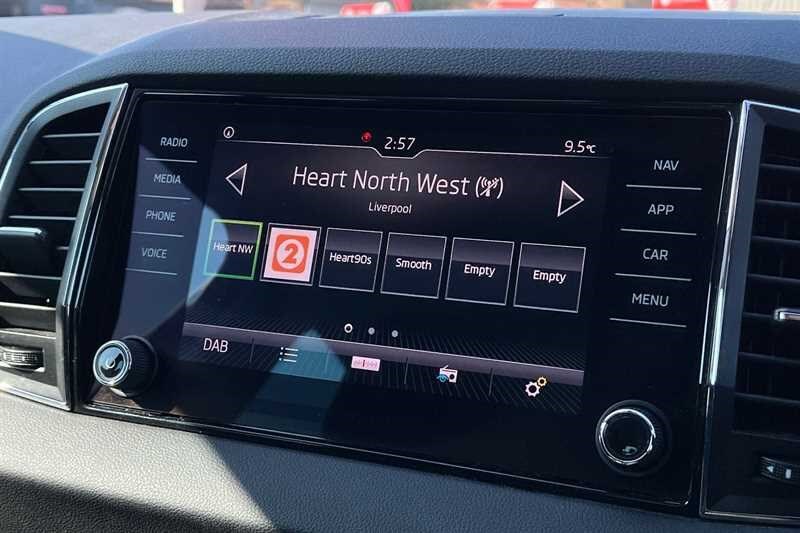 RADIO
MEDIA
PHONE
VOICE
2:57
9.5°C
Heart North West
Liverpool
Heart NW
2
Heart90s
Smooth
Empty
Empty
DAB
NAV
APP
CAR
MENU